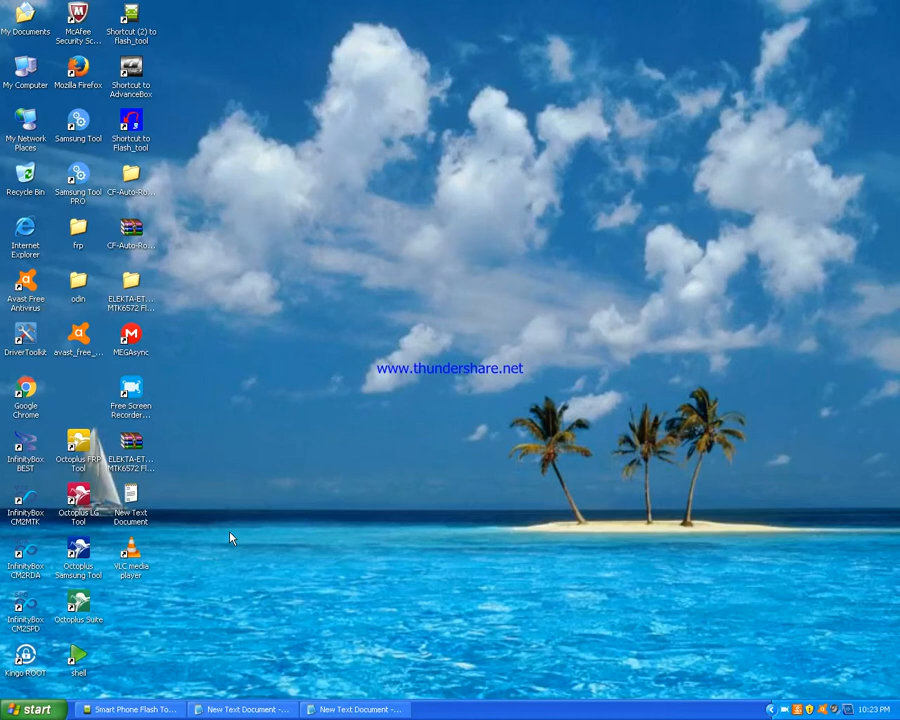 My Documents
McAfee
Security Sc...
Shortcut (2) to
Flash_tool
My Computer
Mozilla Firefox
Shortcut to
AdvanceBox
My Network
Places
Samsung Tool
Shortcut to
Flash_tool
Recycle Bin
Samsung Tool
PRO
CF-Auto-Ro...
Internet
Explorer
frp
CF-Auto-Ro...
Avast Free
Antivirus
odin
ELEKTA-ET...
MTK6572 Fl...
DriverToolkit
avast_free_...
MEGAsync
www.thundershare.net
Google
Chrome
Free Screen
Recorder...
InfinityBox
BEST
Octoplus FRP
Tool
ELEKTA-ET...
MTK6572 Fl...
InfinityBox
CM2MTK
Octoplus LG
Tool
New Text
Document
InfinityBox
CM2RDA
Octoplus
Samsung Tool
VLC media
player
InfinityBox
CM2SPD
Octoplus Suite
Kingo ROOT
shell
start
Smart Phone Flash To...
New Text Document -...
New Text Document -...
10:23 PM